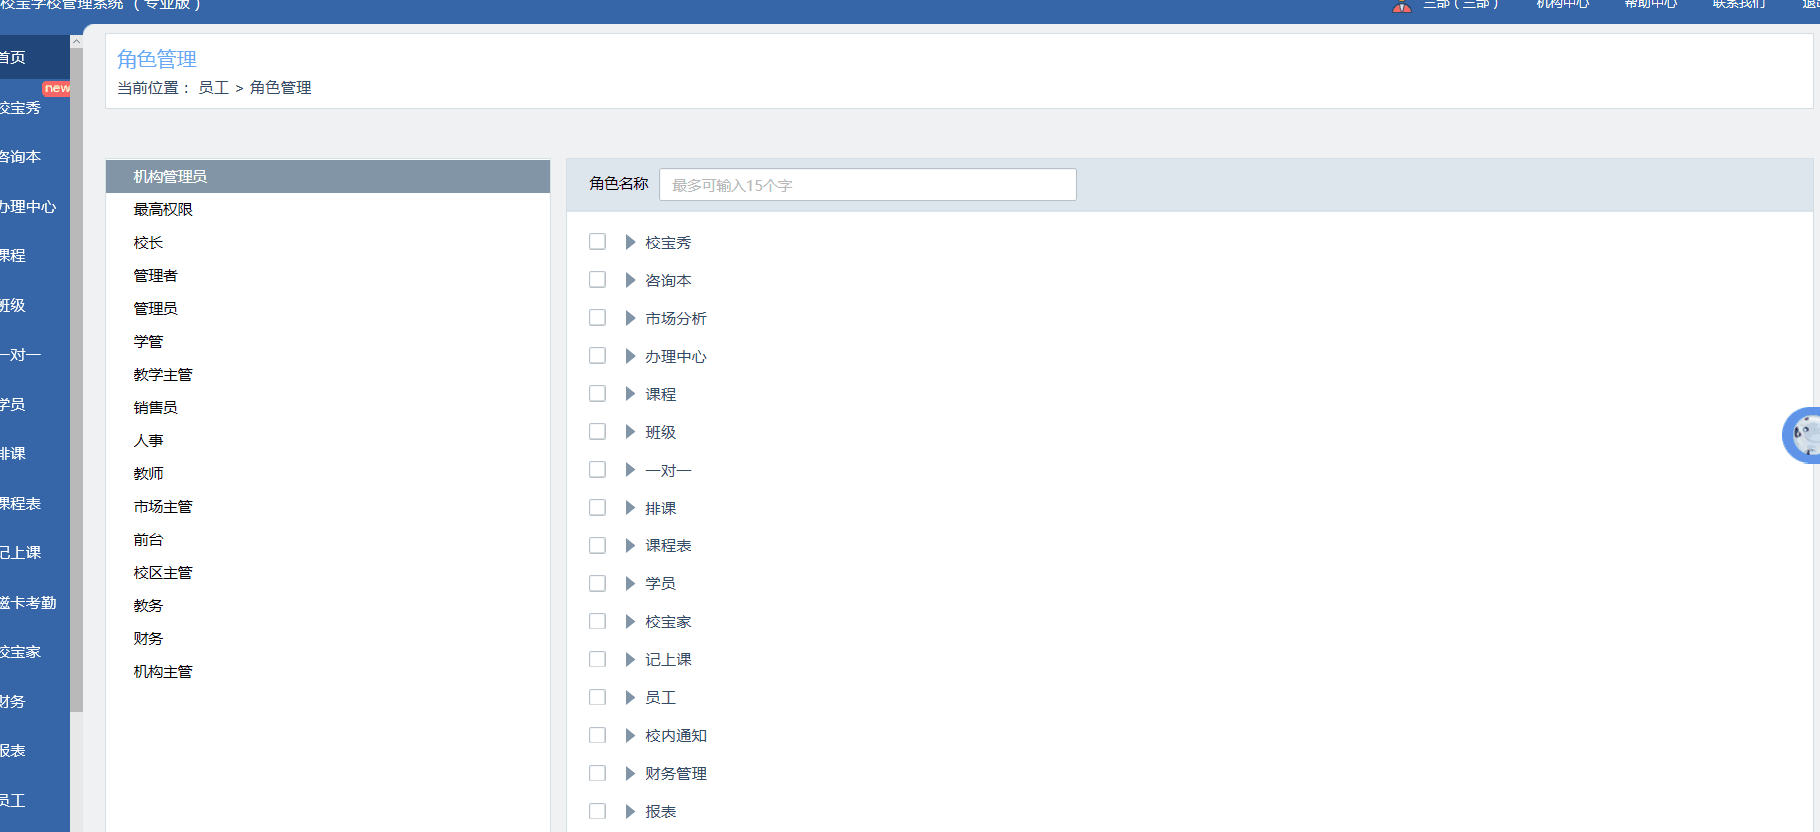 校宝学校管理系统 （ 专业版 ）
三部 ( 三部 )
机构中心
帮助中心
联系我们
首页
new
校宝秀
咨询本
办理中心
课程
班级
一对一
学员
排课
课程表
记上课
磁卡考勤
校宝家
财务
报表
员工
角色管理
当前位置： 员工 > 角色管理
机构管理员
最高权限
校长
管理者
管理员
学管
教学主管
销售员
人事
教师
市场主管
前台
校区主管
教务
财务
机构主管
角色名称 最多可输入15个字
校宝秀
咨询本
市场分析
办理中心
课程
班级
一对一
排课
课程表
学员
校宝家
记上课
员工
校内通知
财务管理
报表